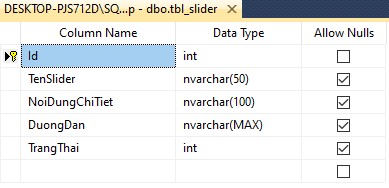 DESKTOP-PJS712D\SQ...p - dbo.tbl_slider
Column Name Data Type Allow Nulls
Id int
TenSlider nvarchar(50)
NoiDungChiTiet nvarchar(100)
DuongDan nvarchar(MAX)
TrangThai int